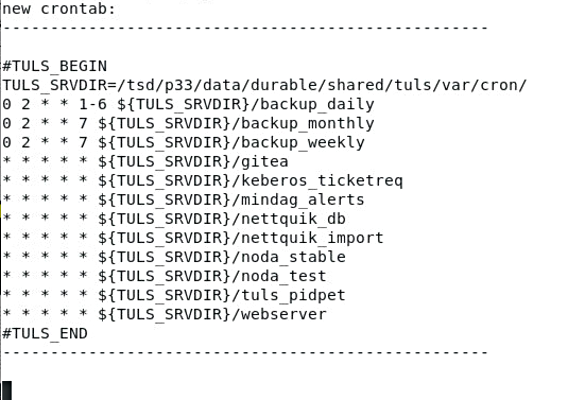 new crontab:
---------------------------------------------------
#TULS_BEGIN
TULS_SRVDIR=/tsd/p33/data/durable/shared/tuls/var/cron/
0 2 * * 1-6 ${TULS_SRVDIR}/backup_daily
0 2 * * 7 ${TULS_SRVDIR}/backup_monthly
0 2 * * 7 ${TULS_SRVDIR}/backup_weekly
* * * * * ${TULS_SRVDIR}/gitea
* * * * * ${TULS_SRVDIR}/keberos_ticketreq
* * * * * ${TULS_SRVDIR}/mindag_alerts
* * * * * ${TULS_SRVDIR}/nettquik_db
* * * * * ${TULS_SRVDIR}/nettquik_import
* * * * * ${TULS_SRVDIR}/noda_stable
* * * * * ${TULS_SRVDIR}/noda_test
* * * * * ${TULS_SRVDIR}/tuls_pidpet
* * * * * ${TULS_SRVDIR}/webserver
#TULS_END
---------------------------------------------------